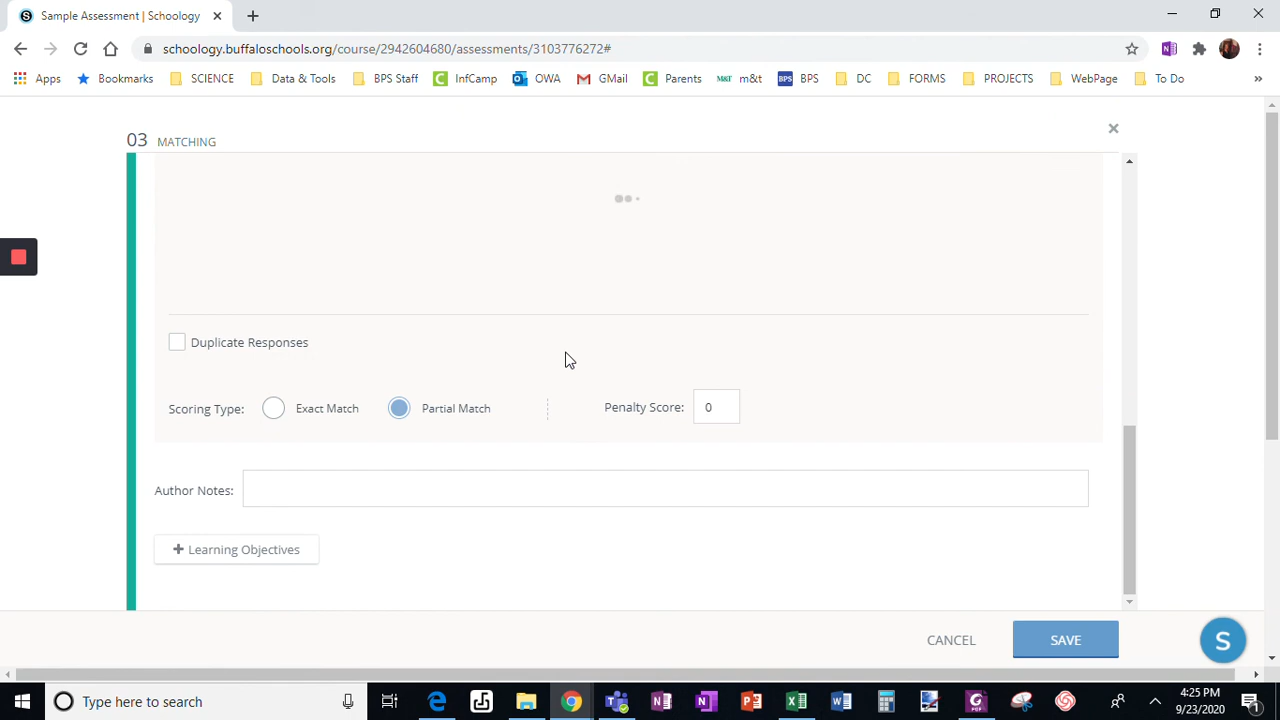 Sample Assessment | Schoology
schoology.buffaloschools.org/course/2942604680/assessments/3103776272#
Apps Bookmarks SCIENCE Data & Tools BPS Staff InfCamp OWA GMail Parents m&t BPS DC FORMS PROJECTS WebPage To Do »
03 MATCHING
Duplicate Responses
Scoring Type: Exact Match Partial Match Penalty Score: 0
Author Notes:
+ Learning Objectives
CANCEL SAVE S
Type here to search
4:25 PM
9/23/2020